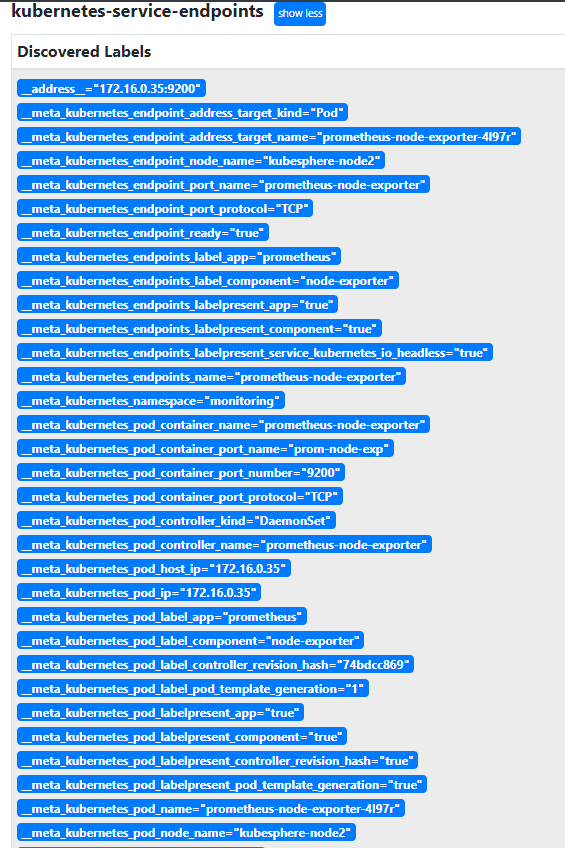 kubernetes-service-endpoints show less
Discovered Labels
__address__="172.16.0.35:9200"
__meta_kubernetes_endpoint_address_target_kind="Pod"
__meta_kubernetes_endpoint_address_target_name="prometheus-node-exporter-4l97r"
__meta_kubernetes_endpoint_node_name="kubesphere-node2"
__meta_kubernetes_endpoint_port_name="prometheus-node-exporter"
__meta_kubernetes_endpoint_port_protocol="TCP"
__meta_kubernetes_endpoint_ready="true"
__meta_kubernetes_endpoints_label_app="prometheus"
__meta_kubernetes_endpoints_label_component="node-exporter"
__meta_kubernetes_endpoints_labelpresent_app="true"
__meta_kubernetes_endpoints_labelpresent_component="true"
__meta_kubernetes_endpoints_labelpresent_service_kubernetes_io_headless="true"
__meta_kubernetes_endpoints_name="prometheus-node-exporter"
__meta_kubernetes_namespace="monitoring"
__meta_kubernetes_pod_container_name="prometheus-node-exporter"
__meta_kubernetes_pod_container_port_name="prom-node-exp"
__meta_kubernetes_pod_container_port_number="9200"
__meta_kubernetes_pod_container_port_protocol="TCP"
__meta_kubernetes_pod_controller_kind="DaemonSet"
__meta_kubernetes_pod_controller_name="prometheus-node-exporter"
__meta_kubernetes_pod_host_ip="172.16.0.35"
__meta_kubernetes_pod_ip="172.16.0.35"
__meta_kubernetes_pod_label_app="prometheus"
__meta_kubernetes_pod_label_component="node-exporter"
__meta_kubernetes_pod_label_controller_revision_hash="74bdcc869"
__meta_kubernetes_pod_label_pod_template_generation="1"
__meta_kubernetes_pod_labelpresent_app="true"
__meta_kubernetes_pod_labelpresent_component="true"
__meta_kubernetes_pod_labelpresent_controller_revision_hash="true"
__meta_kubernetes_pod_labelpresent_pod_template_generation="true"
__meta_kubernetes_pod_name="prometheus-node-exporter-4l97r"
__meta_kubernetes_pod_node_name="kubesphere-node2"